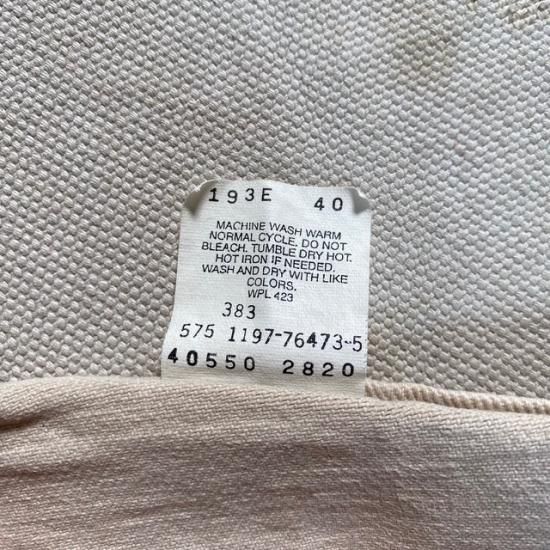 193E 40
MACHINE WASH WARM
NORMAL CYCLE. DO NOT
BLEACH. TUMBLE DRY HOT.
HOT IRON IF NEEDED.
WASH AND DRY WITH LIKE
COLORS.
WPL 423
383
575 1197-76473-5
40550 2820